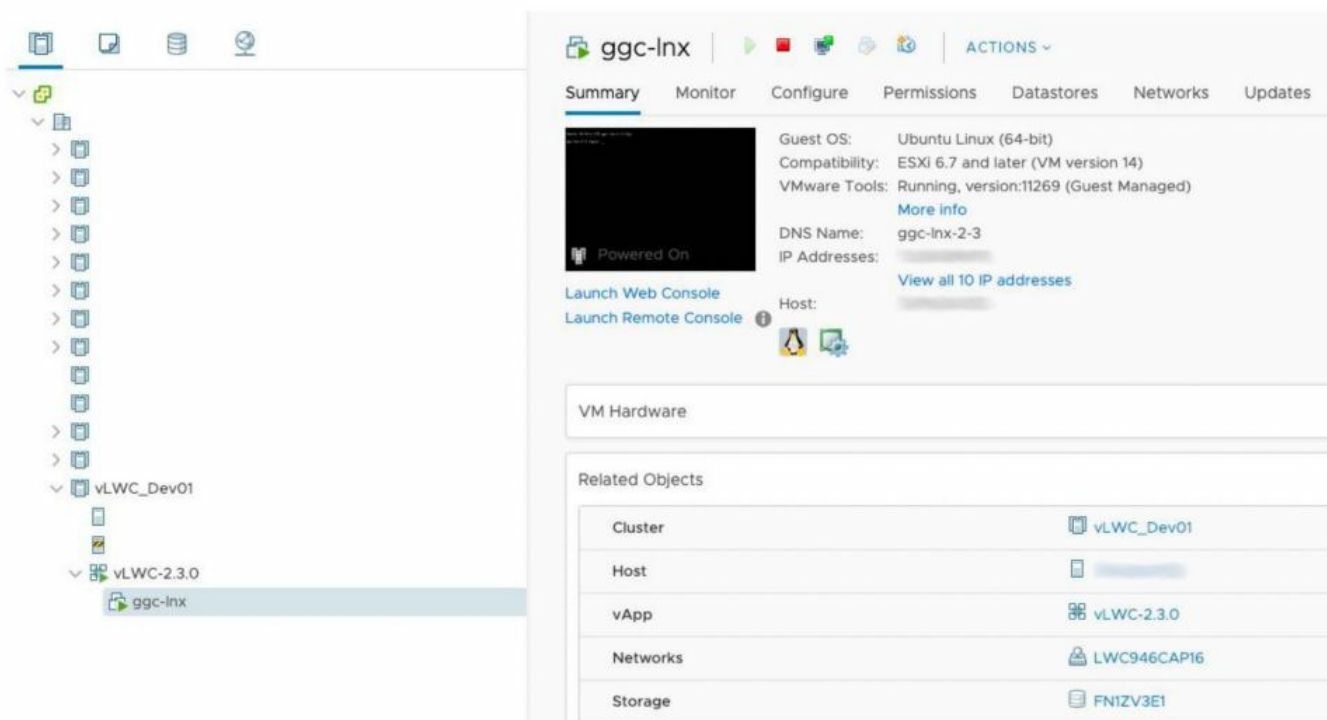 ggc-lnx
ACTIONS
Summary Monitor Configure Permissions Datastores Networks Updates
Guest OS: Ubuntu Linux (64-bit)
Compatibility: ESXi 6.7 and later (VM version 14)
VMware Tools: Running, version:11269 (Guest Managed)
More info
DNS Name: ggc-lnx-2-3
IP Addresses:
View all 10 IP addresses
Host:
Powered On
Launch Web Console
Launch Remote Console
VM Hardware
Related Objects
Cluster vLWC_Dev01
Host
vApp vLWC-2.3.0
Networks LWC946CAP16
Storage FN1ZV3E1
vLWC_Dev01
vLWC-2.3.0
ggc-lnx